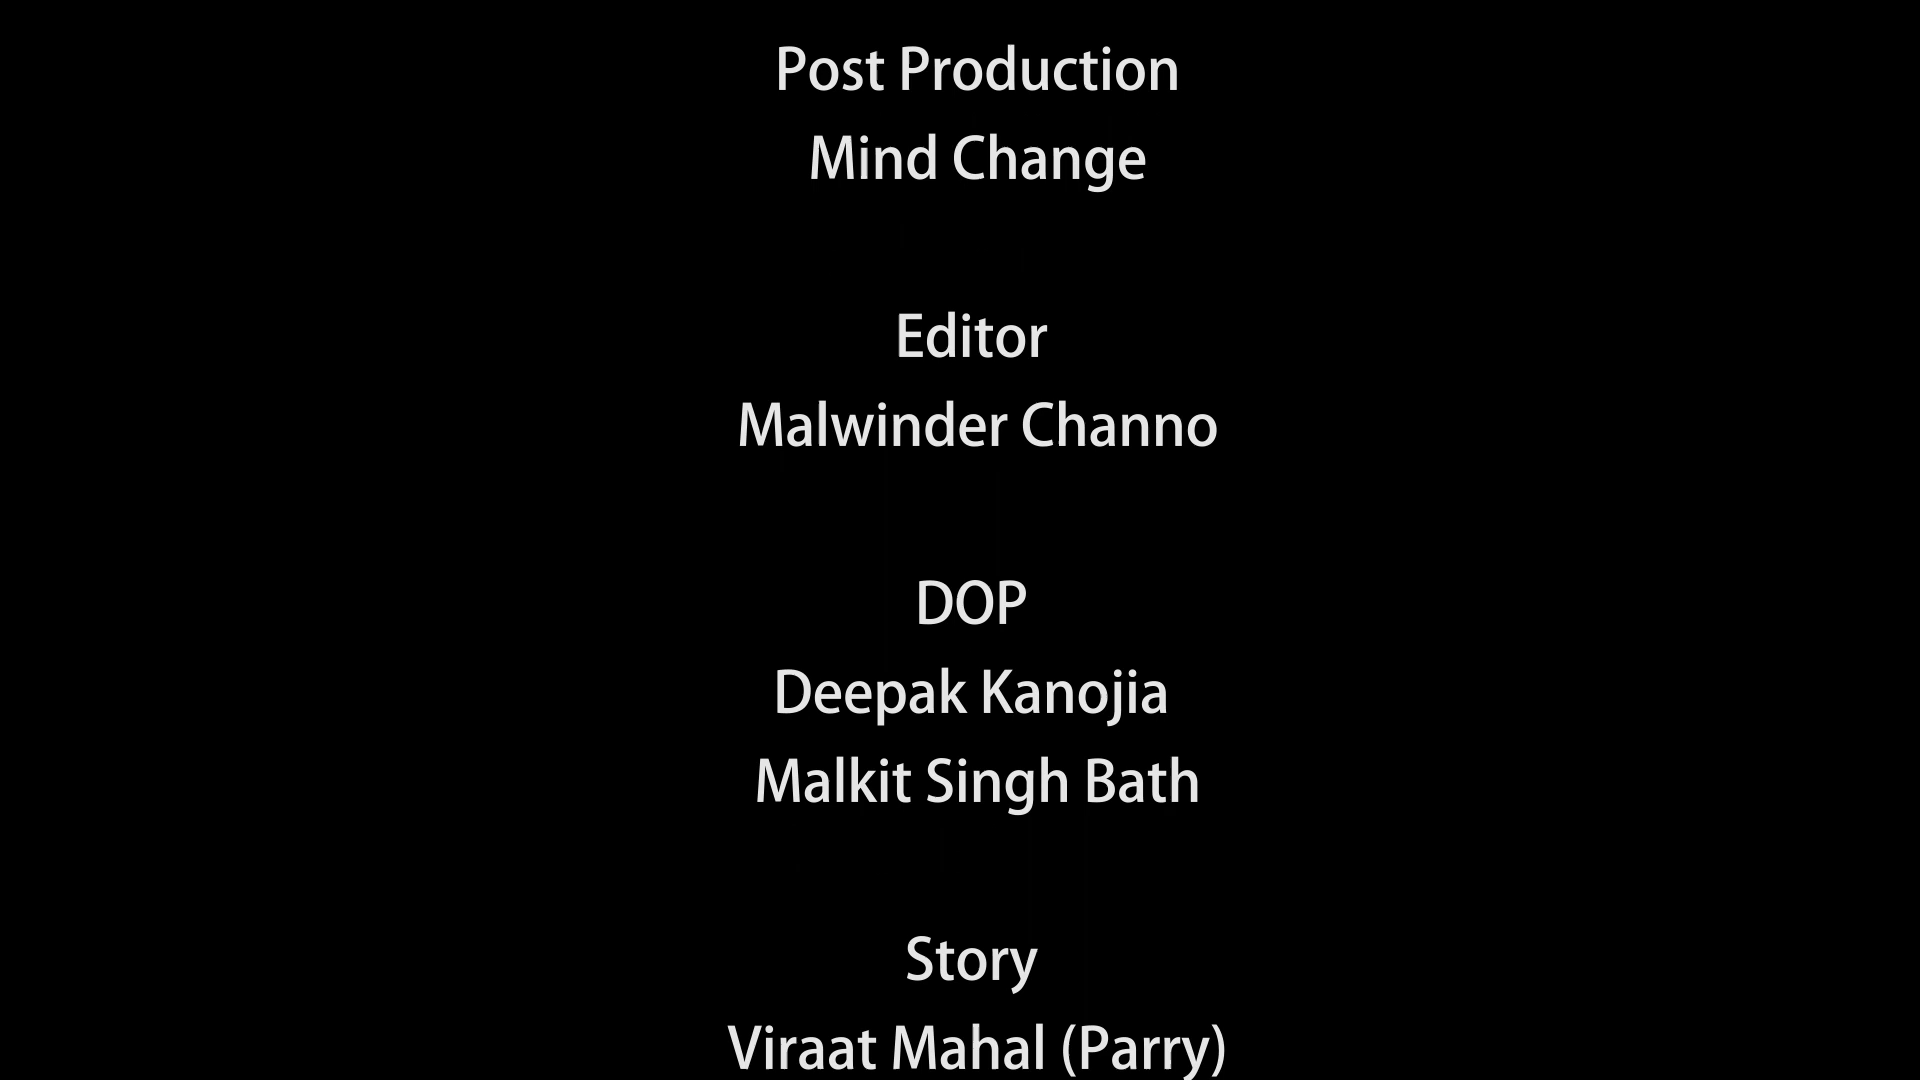 Post Production
Mind Change
Editor
Malwinder Channo
DOP
Deepak Kanojia
Malkit Singh Bath
Story
Viraat Mahal (Parry)